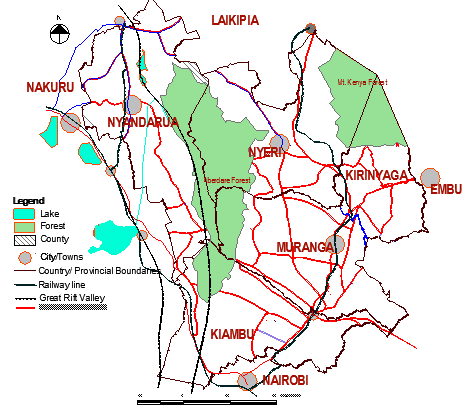 LAIKIPIA
Mt. Kenya Forest
NAKURU
NYANDARUA
NYERI
KIRINYAGA
Aberdare Forest
EMBU
Legend
Lake
Forest
County
City/Towns
Country/ Provincial Boundaries
Railway line
Great Rift Valley
MURANGA
KIAMBU
NAIROBI